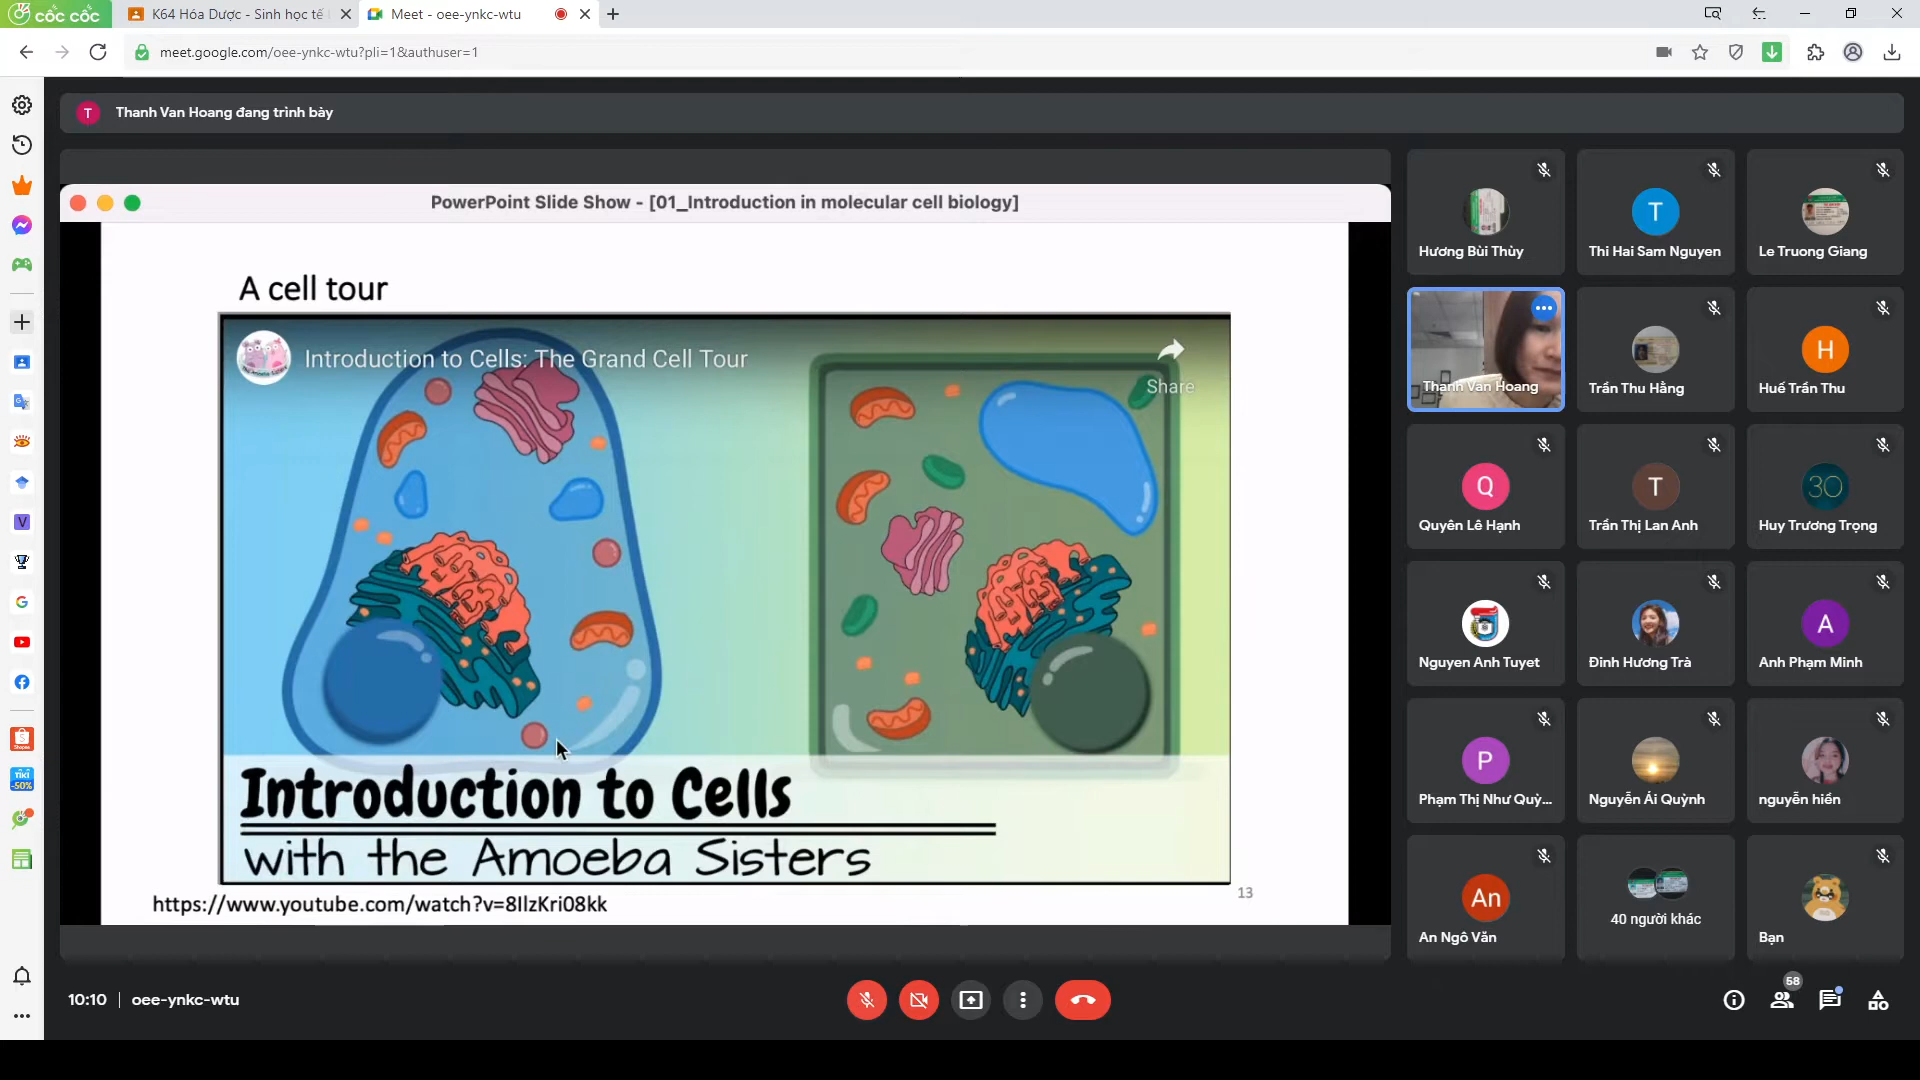 cốc cốc
K64 Hóa Dược - Sinh học tế
Meet - oee-ynkc-wtu
meet.google.com/oee-ynkc-wtu?pli=1&authuser=1
T
Thanh Van Hoang đang trình bày
PowerPoint Slide Show - [01_Introduction in molecular cell biology]
A cell tour
Introduction to Cells: The Grand Cell Tour
Share
Introduction to Cells
with the Amoeba Sisters
https://www.youtube.com/watch?v=8IlzKri08kk
13
Hương Bùi Thùy
T
Thi Hai Sam Nguyen
Le Truong Giang
Thanh Van Hoang
Trần Thu Hằng
H
Huế Trần Thu
Q
Quyên Lê Hạnh
T
Trần Thị Lan Anh
30
Huy Trương Trọng
Nguyen Anh Tuyet
Đinh Hương Trà
A
Anh Phạm Minh
P
Phạm Thị Như Quỳ...
Nguyễn Ái Quỳnh
nguyễn hiền
An
An Ngô Văn
40 người khác
Bạn
V
G
TIKI
-50%
10:10
oee-ynkc-wtu
58